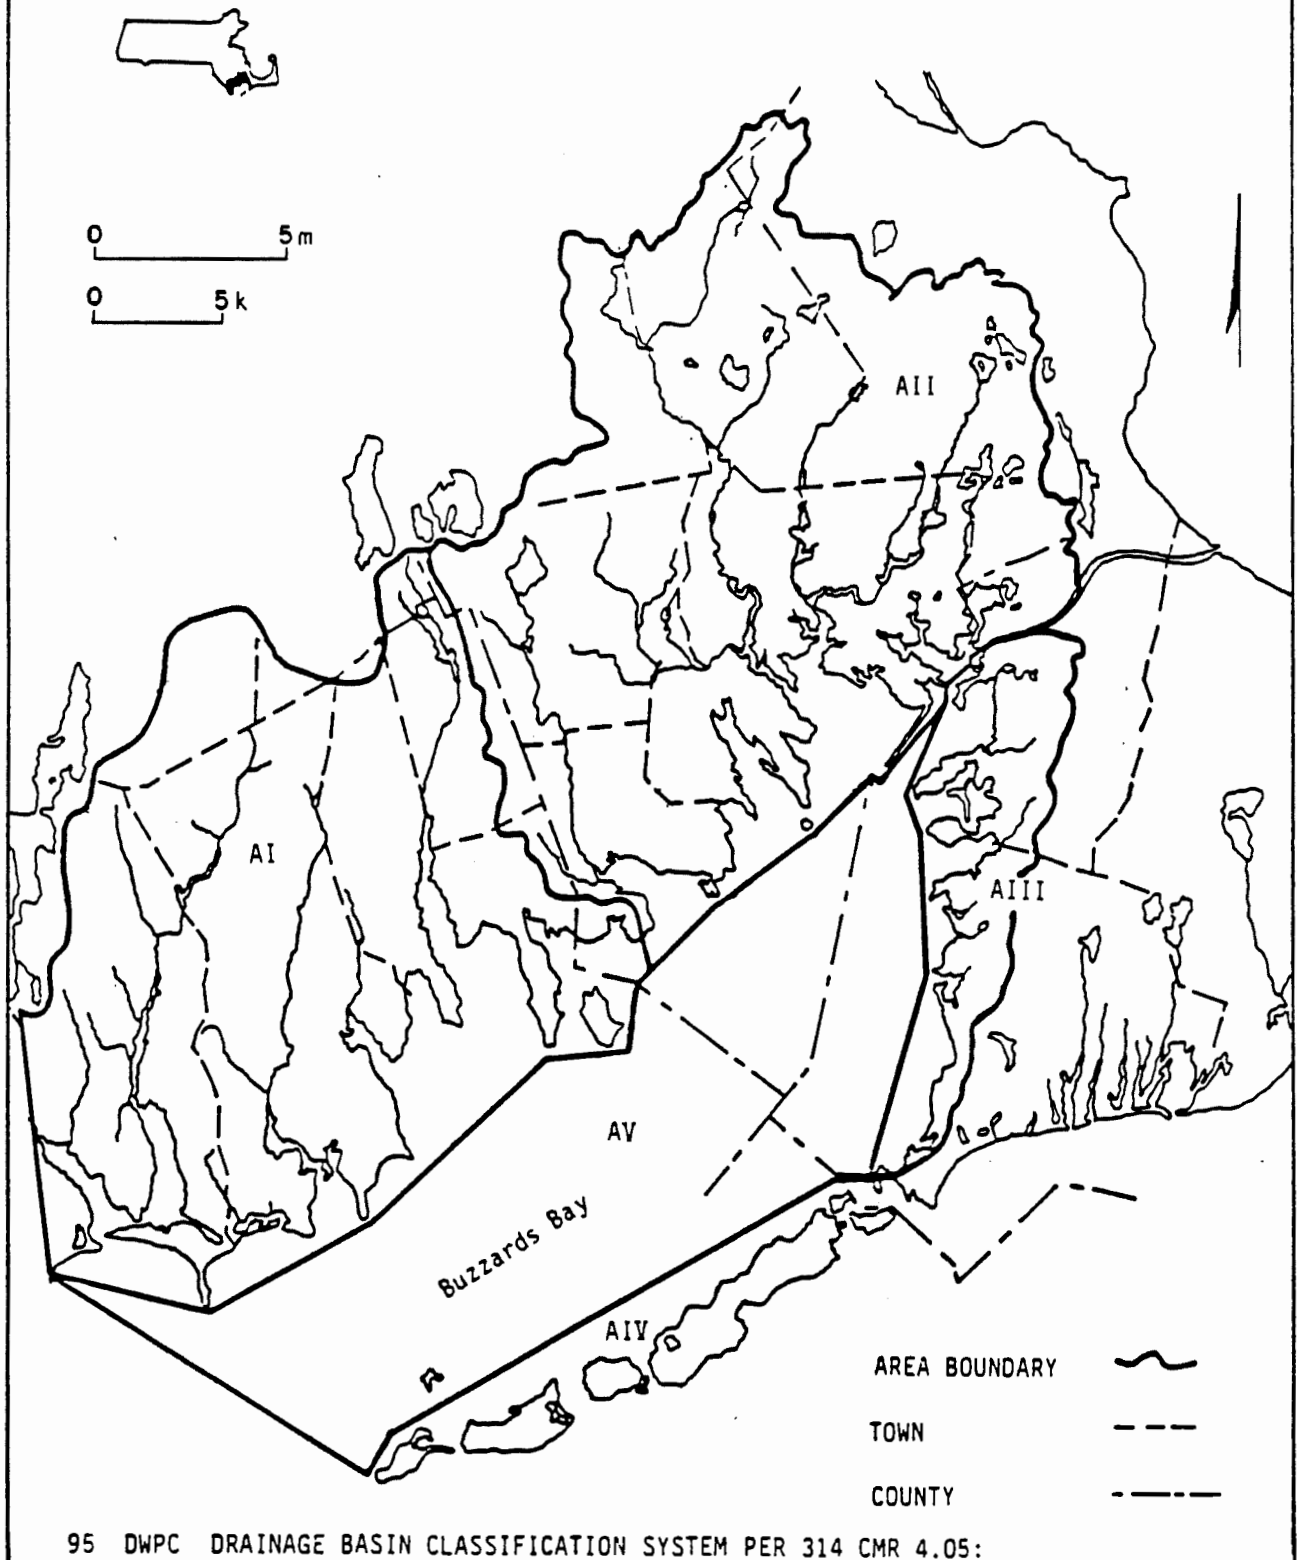 0 5m
0 5k
AII
AI
AIII
AV
Buzzards Bay
AIV
AREA BOUNDARY
TOWN
COUNTY
95 DWPC DRAINAGE BASIN CLASSIFICATION SYSTEM PER 314 CMR 4.05: